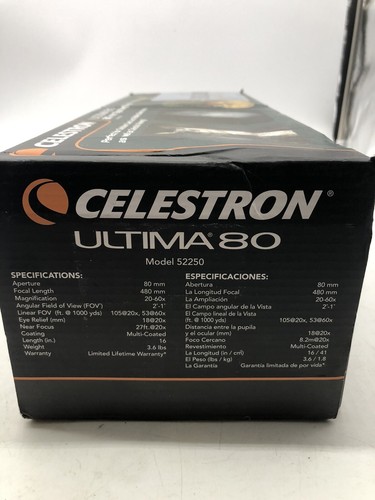 CELESTRON®
ULTIMA® 80
Model 52250
SPECIFICATIONS:
Aperture 80 mm
Focal Length 480 mm
Magnification 20-60x
Angular Field of View (FOV) 2˚-1˚
Linear FOV (ft. @ 1000 yds) 105@20x, 53@60x
Eye Relief (mm) 18@20x
Near Focus 27ft.@20x
Coating Multi-Coated
Length (in.) 16
Weight 3.6 lbs
Warranty Limited Lifetime Warranty*
ESPECIFICACIONES:
Abertura 80 mm
La Longitud Focal 480 mm
La Ampliación 20-60x
El Campo angular de la Vista 2˚-1˚
El Campo lineal de la Vista
(ft. @ 1000 yds) 105@20x, 53@60x
Distancia entre la pupila
y el ocular (mm) 18@20x
Foco Cercano 8.2m@20x
Revestimiento Multi-Coated
La Longitud (in / cm) 16 / 41
El Peso (lbs / kg) 3.6 / 1.8
La Garantía Garantía limitada de por vida*